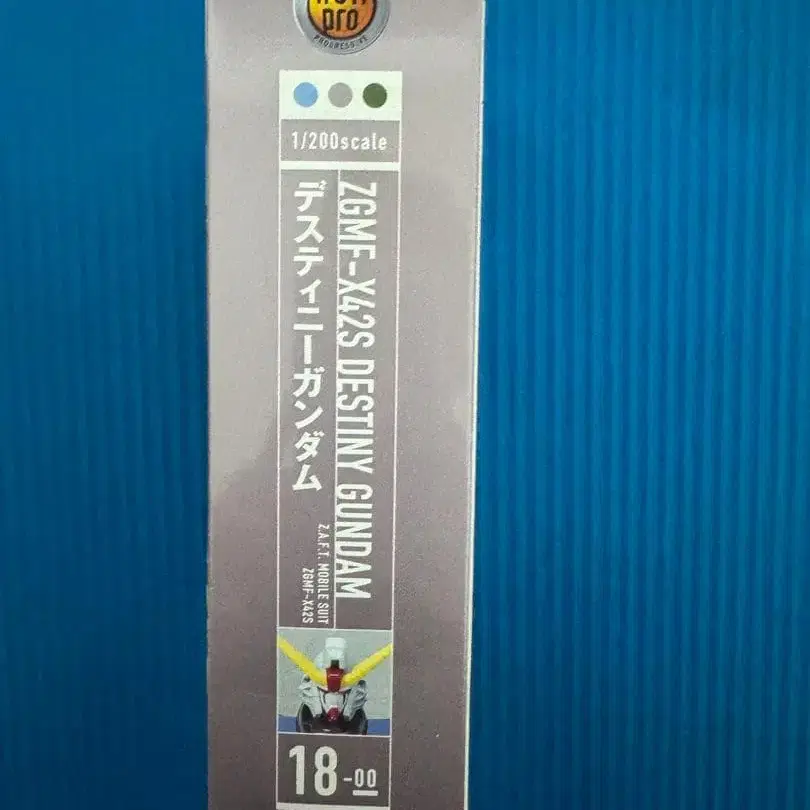 pro
PROGRESSIVE
1/200scale
ZGMF-X42S DESTINY GUNDAM
デスティニーガンダム
Z.A.F.T. MOBILE SUIT
ZGMF-X42S
18-00